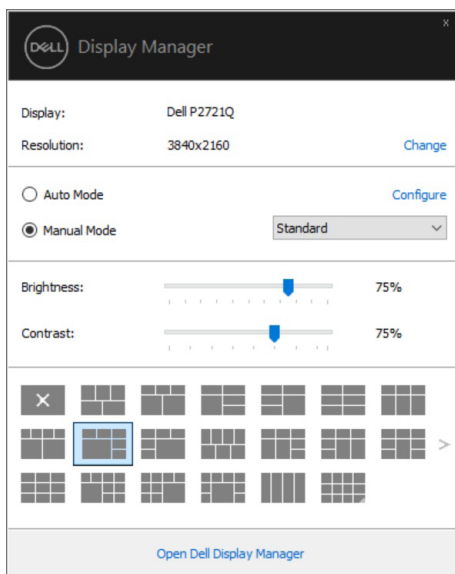 x
DELL Display Manager
Display: Dell P2721Q
Resolution: 3840x2160 Change
Auto Mode Configure
Manual Mode Standard
Brightness: 75%
Contrast: 75%
Open Dell Display Manager